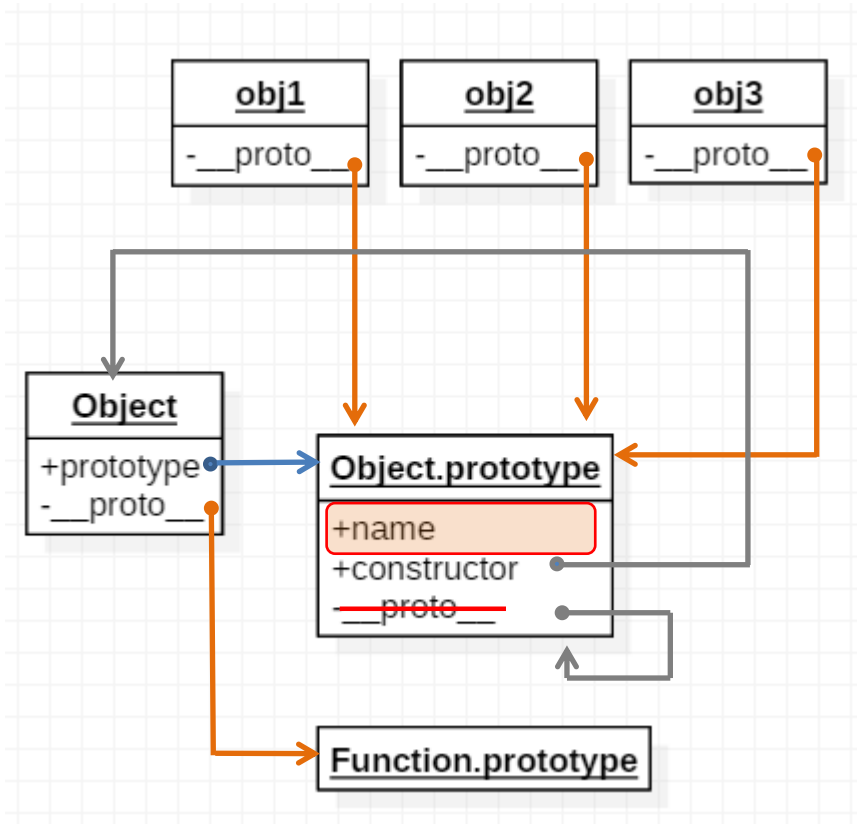 obj1
-__proto__
obj2
-__proto__
obj3
-__proto__
Object
+prototype
-__proto__
Object.prototype
+name
+constructor
-__proto__
Function.prototype